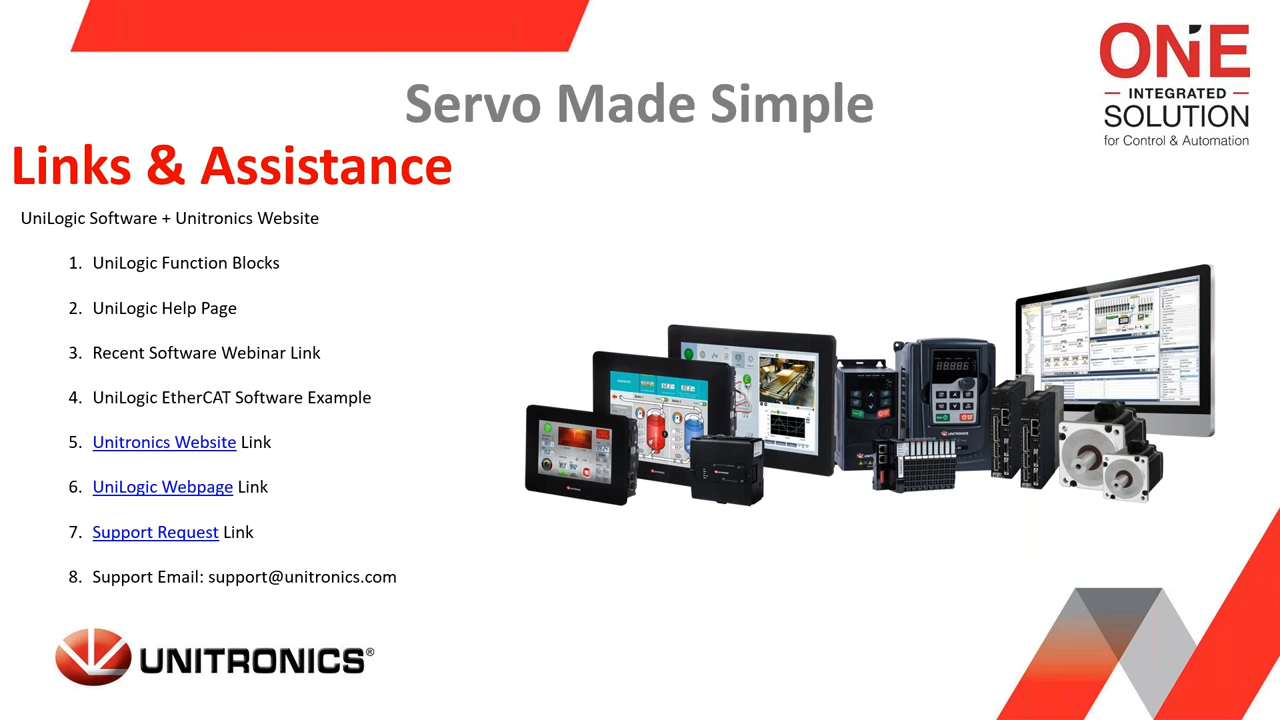 Servo Made Simple
ONE
INTEGRATED
SOLUTION
for Control & Automation
Links & Assistance
UniLogic Software + Unitronics Website
1. UniLogic Function Blocks
2. UniLogic Help Page
3. Recent Software Webinar Link
4. UniLogic EtherCAT Software Example
5. Unitronics Website Link
6. UniLogic Webpage Link
7. Support Request Link
8. Support Email: support@unitronics.com
UNITRONICS®